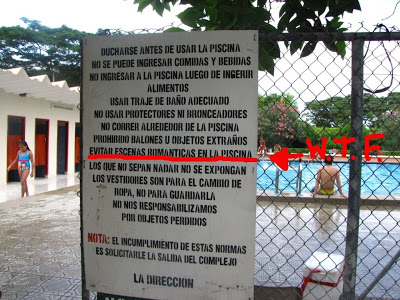 DUCHARSE ANTES DE USAR LA PISCINA
NO SE PUEDE INGRESAR COMIDAS Y BEBIDAS
NO INGRESAR A LA PISCINA LUEGO DE INGERIR
ALIMENTOS
USAR TRAJE DE BAÑO ADECUADO
NO USAR PROTECTORES NI BRONCEADORES
NO CORRER ALREDEDOR DE LA PISCINA
PROHIBIDO BALONES U OBJETOS EXTRAÑOS
EVITAR ESCENAS ROMANTICAS EN LA PISCINA
W.T.F.
LOS QUE NO SEPAN NADAR NO SE EXPONGAN
LOS VESTIDORES SON PARA EL CAMBIO DE
ROPA, NO PARA GUARDARLA
NO NOS RESPONSABILIZAMOS
POR OBJETOS PERDIDOS
NOTA: EL INCUMPLIMIENTO DE ESTAS NORMAS
ES SOLICITARLE LA SALIDA DEL COMPLEJO
LA DIRECCION